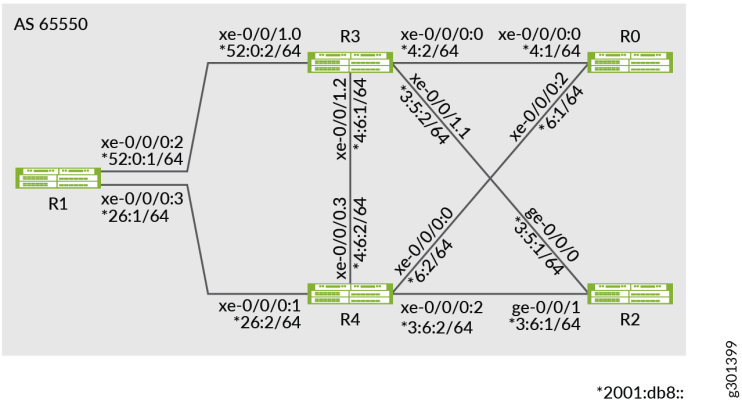 AS 65550
xe-0/0/1.0
*52:0:2/64
R3
xe-0/0/0:0
*4:2/64
xe-0/0/0:0
*4:1/64
R0
xe-0/0/1.2
*4:6:1/64
xe-0/0/1.1
*3:5:2/64
xe-0/0/0:2
*6:1/64
xe-0/0/0:2
*52:0:1/64
R1
xe-0/0/0:3
*26:1/64
xe-0/0/0.3
*4:6:2/64
xe-0/0/0:0
*6:2/64
ge-0/0/0
*3:5:1/64
xe-0/0/0:1
*26:2/64
R4
xe-0/0/0:2
*3:6:2/64
ge-0/0/1
*3:6:1/64
R2
*2001:db8::
g301399